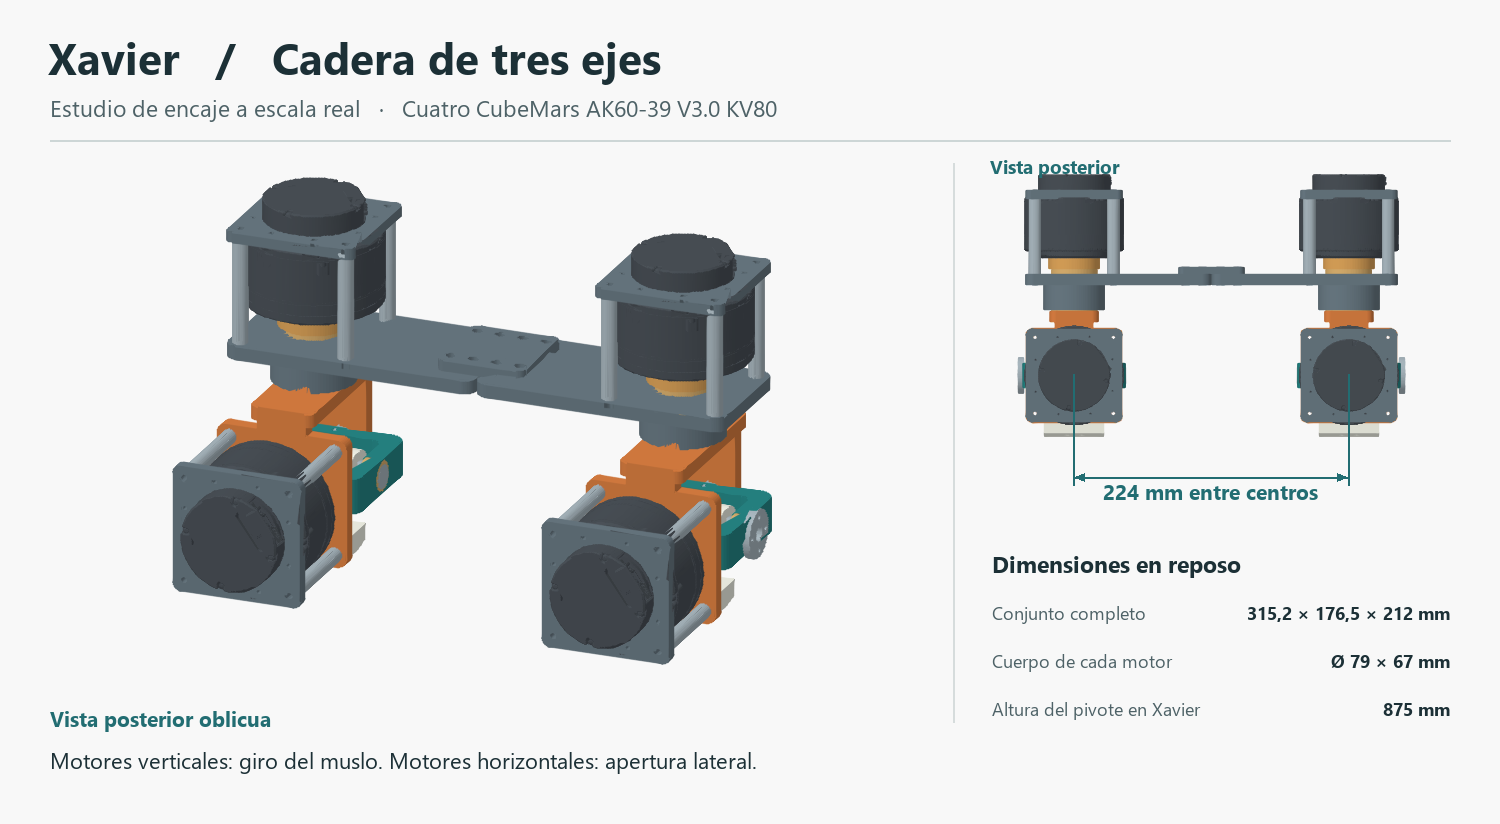 Xavier / Cadera de tres ejes
Estudio de encaje a escala real · Cuatro CubeMars AK60-39 V3.0 KV80
Vista posterior
224 mm entre centros
Dimensiones en reposo
Conjunto completo 315,2 × 176,5 × 212 mm
Cuerpo de cada motor Ø 79 × 67 mm
Altura del pivote en Xavier 875 mm
Vista posterior oblicua
Motores verticales: giro del muslo. Motores horizontales: apertura lateral.